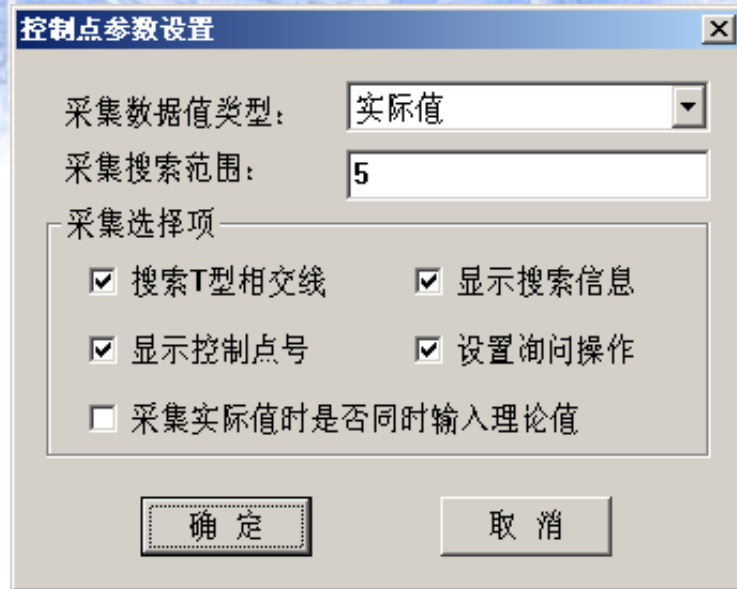 控制点参数设置
采集数据值类型： 实际值
采集搜索范围： 5
采集选择项
搜索T型相交线 显示搜索信息
显示控制点号 设置询问操作
采集实际值时是否同时输入理论值
确 定 取 消